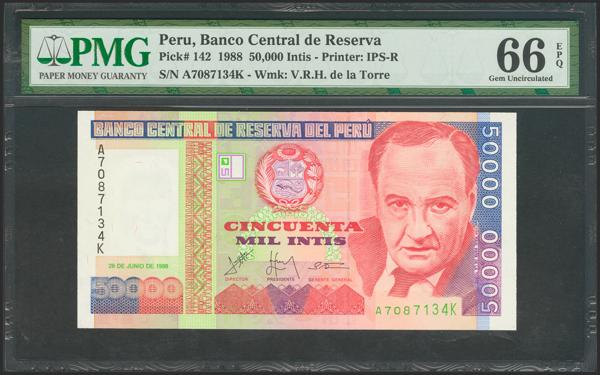 PMG
PAPER MONEY GUARANTY
Peru, Banco Central de Reserva
Pick# 142 1988 50,000 Intis - Printer: IPS-R
S/N A7087134K - Wmk: V.R.H. de la Torre
66 EPQ
Gem Uncirculated
BANCO CENTRAL DE RESERVA DEL PERÚ
A7087134K
CINCUENTA
MIL INTIS
28 DE JUNIO DE 1988
DIRECTOR PRESIDENTE GERENTE GENERAL
50000
A7087134K
50000 50000